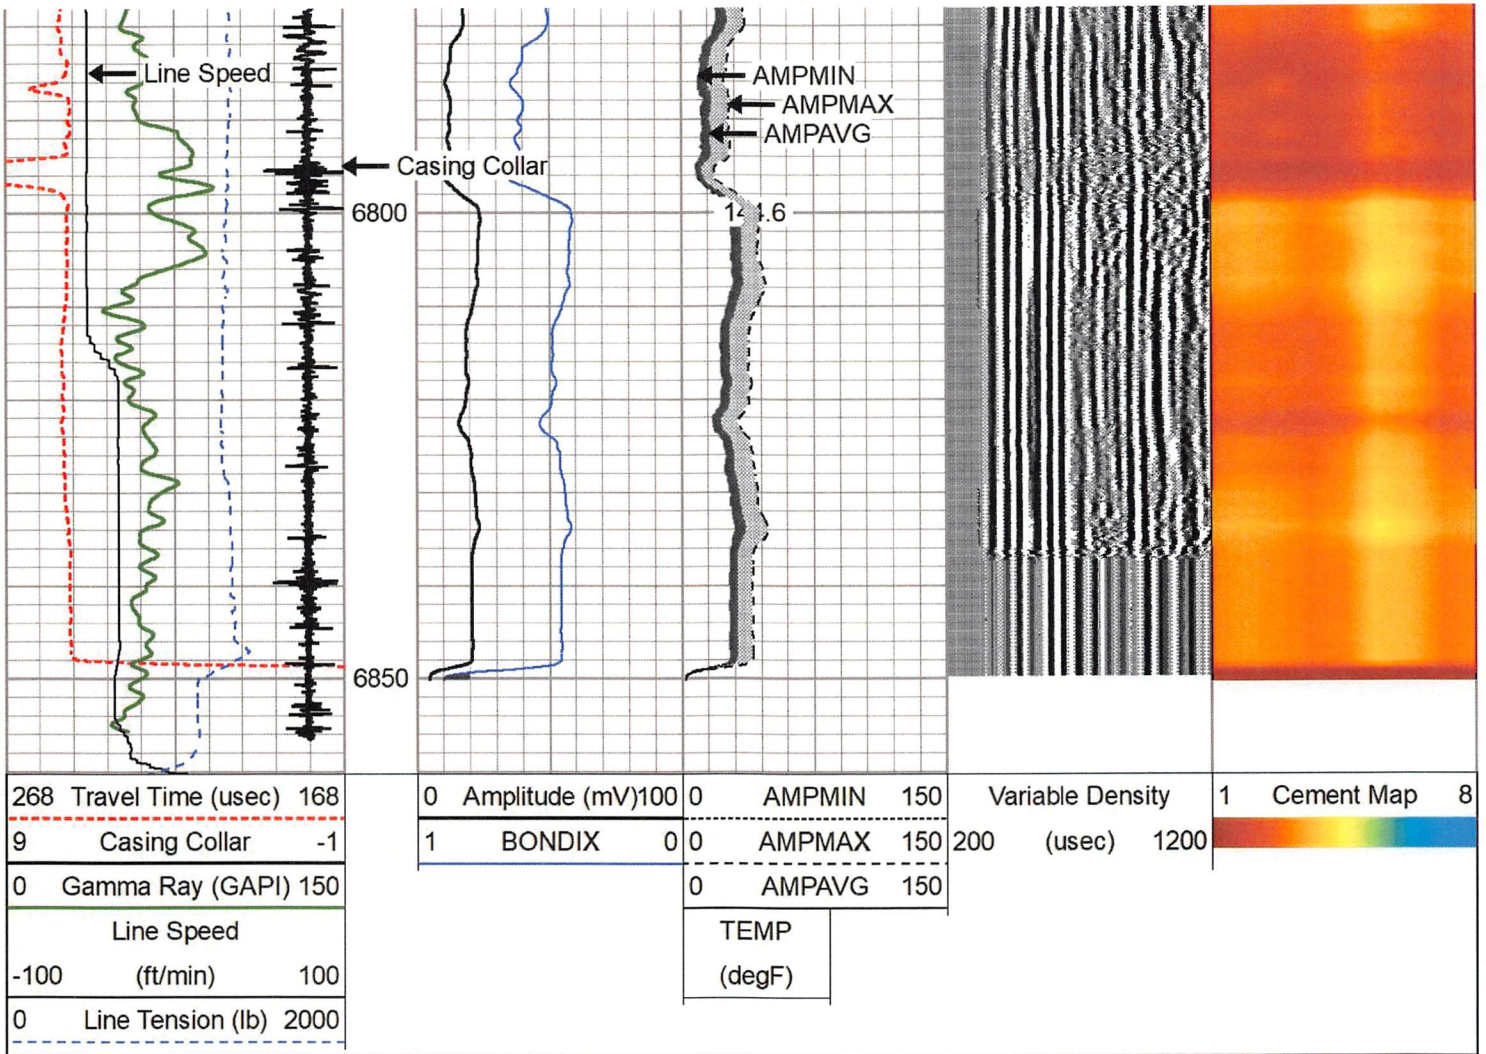 Line Speed
AMPMIN
AMPMAX
AMPAVG
Casing Collar
6800
6850
268 Travel Time (usec) 168
9 Casing Collar -1
0 Gamma Ray (GAPI) 150
Line Speed
-100 (ft/min) 100
0 Line Tension (lb) 2000
0 Amplitude (mV)100
1 BONDIX 0
0 AMPMIN 150
0 AMPMAX 150
0 AMPAVG 150
TEMP
(degF)
Variable Density
200 (usec) 1200
1 Cement Map 8